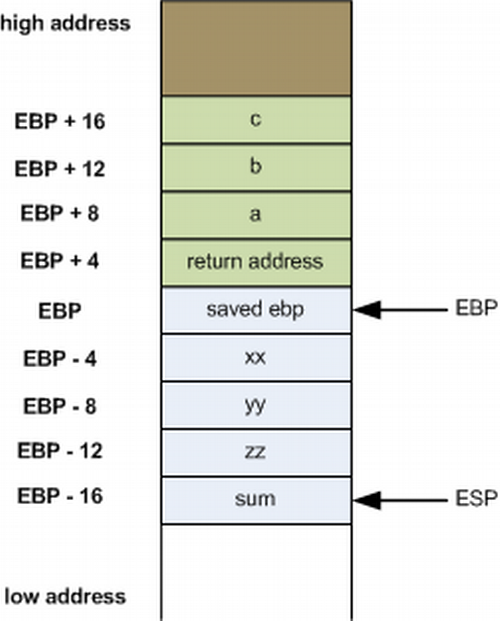 high address
EBP + 16 c
EBP + 12 b
EBP + 8 a
EBP + 4 return address
EBP saved ebp EBP
EBP - 4 xx
EBP - 8 yy
EBP - 12 zz
EBP - 16 sum ESP
low address